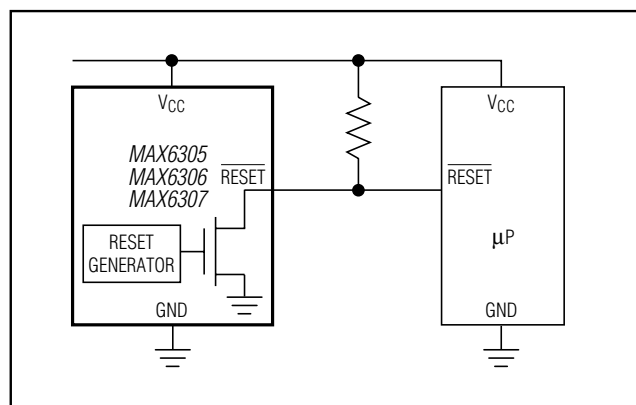 VCC
VCC
MAX6305
MAX6306
MAX6307
RESET
RESET
RESET
GENERATOR
μP
GND
GND